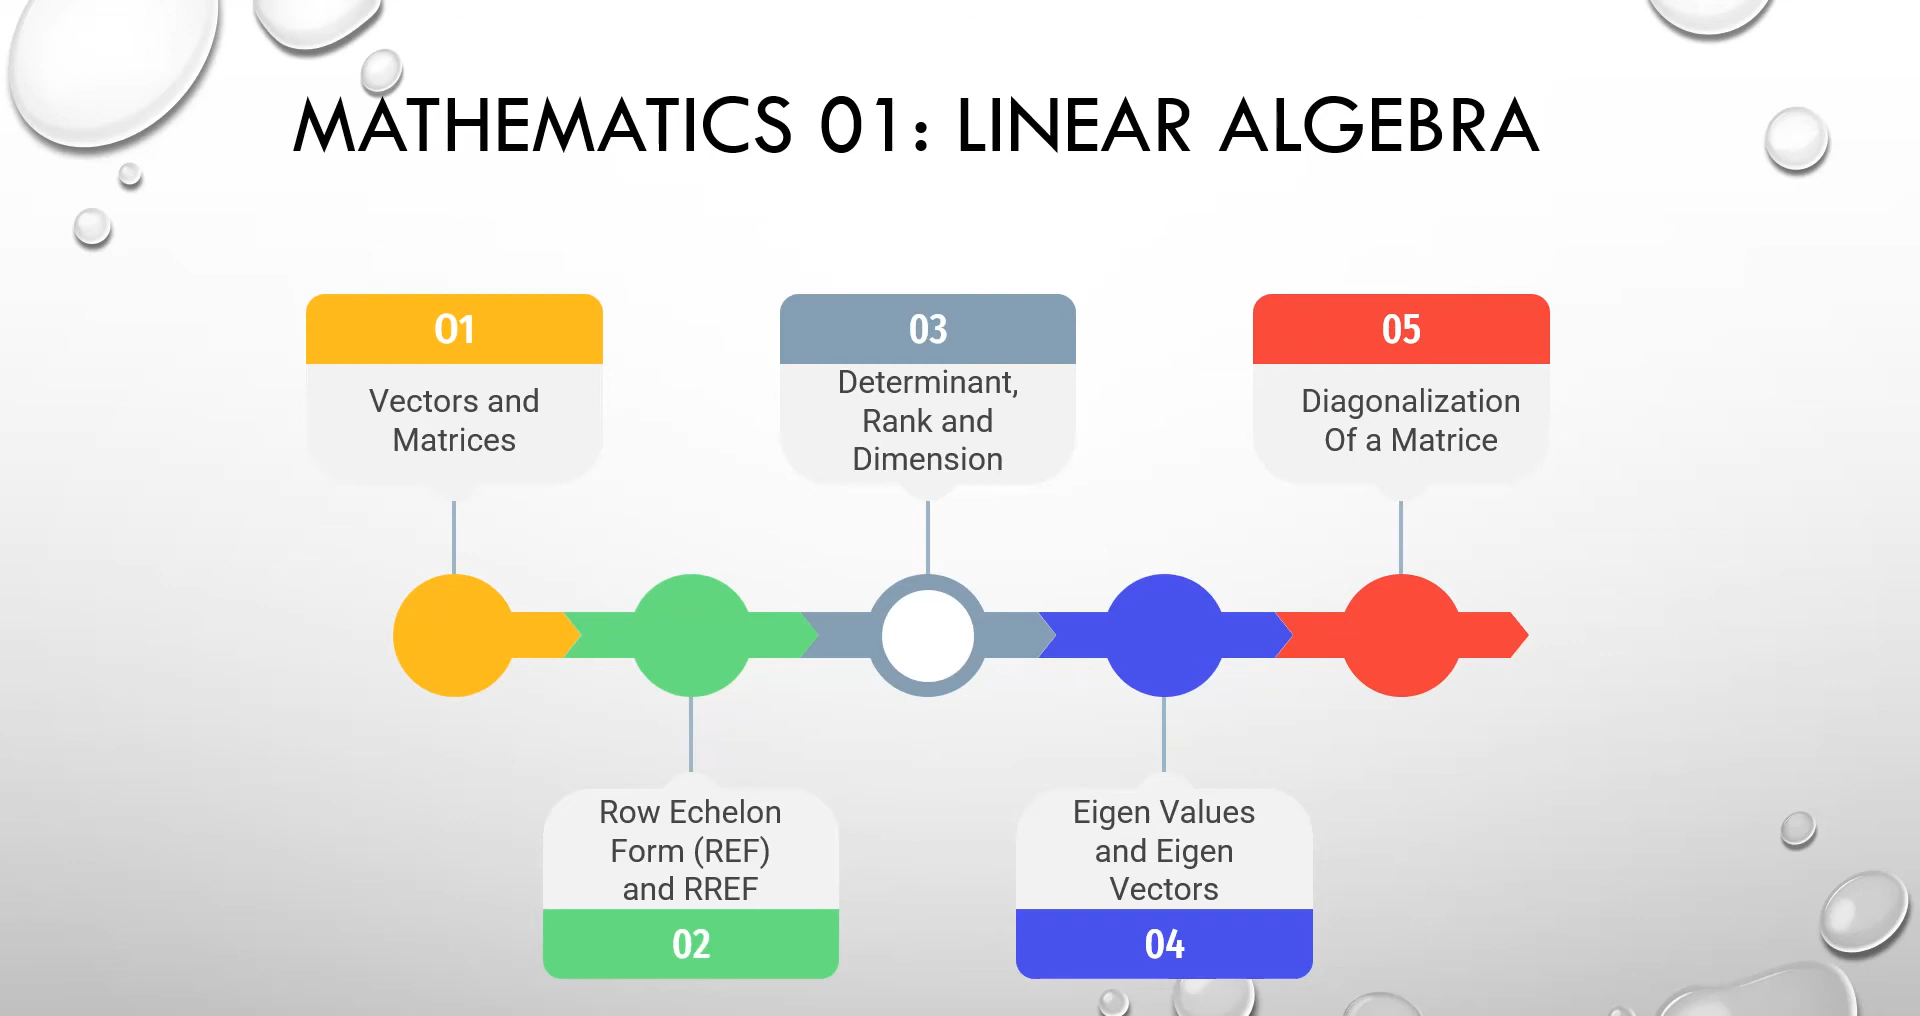 MATHEMATICS 01: LINEAR ALGEBRA
01
Vectors and
Matrices
03
Determinant,
Rank and
Dimension
05
Diagonalization
Of a Matrice
Row Echelon
Form (REF)
and RREF
02
Eigen Values
and Eigen
Vectors
04